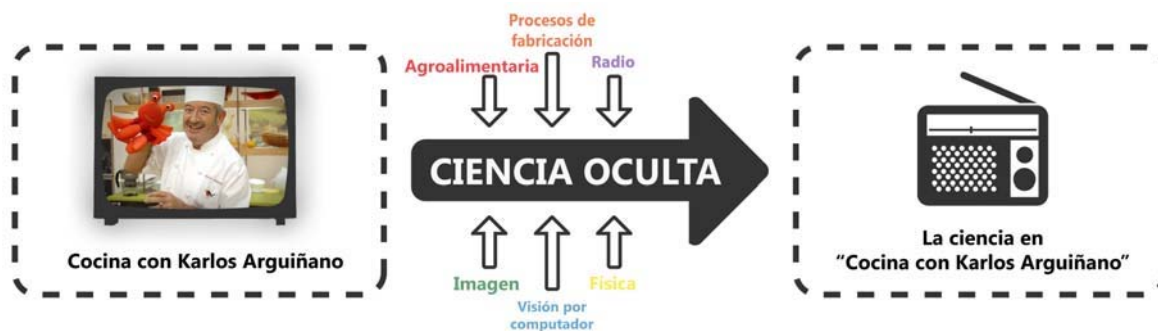 Procesos de
fabricación
Agroalimentaria
Radio
CIENCIA OCULTA
Cocina con Karlos Arguiñano
Imagen
Visión por
computador
Física
La ciencia en
“Cocina con Karlos Arguiñano”